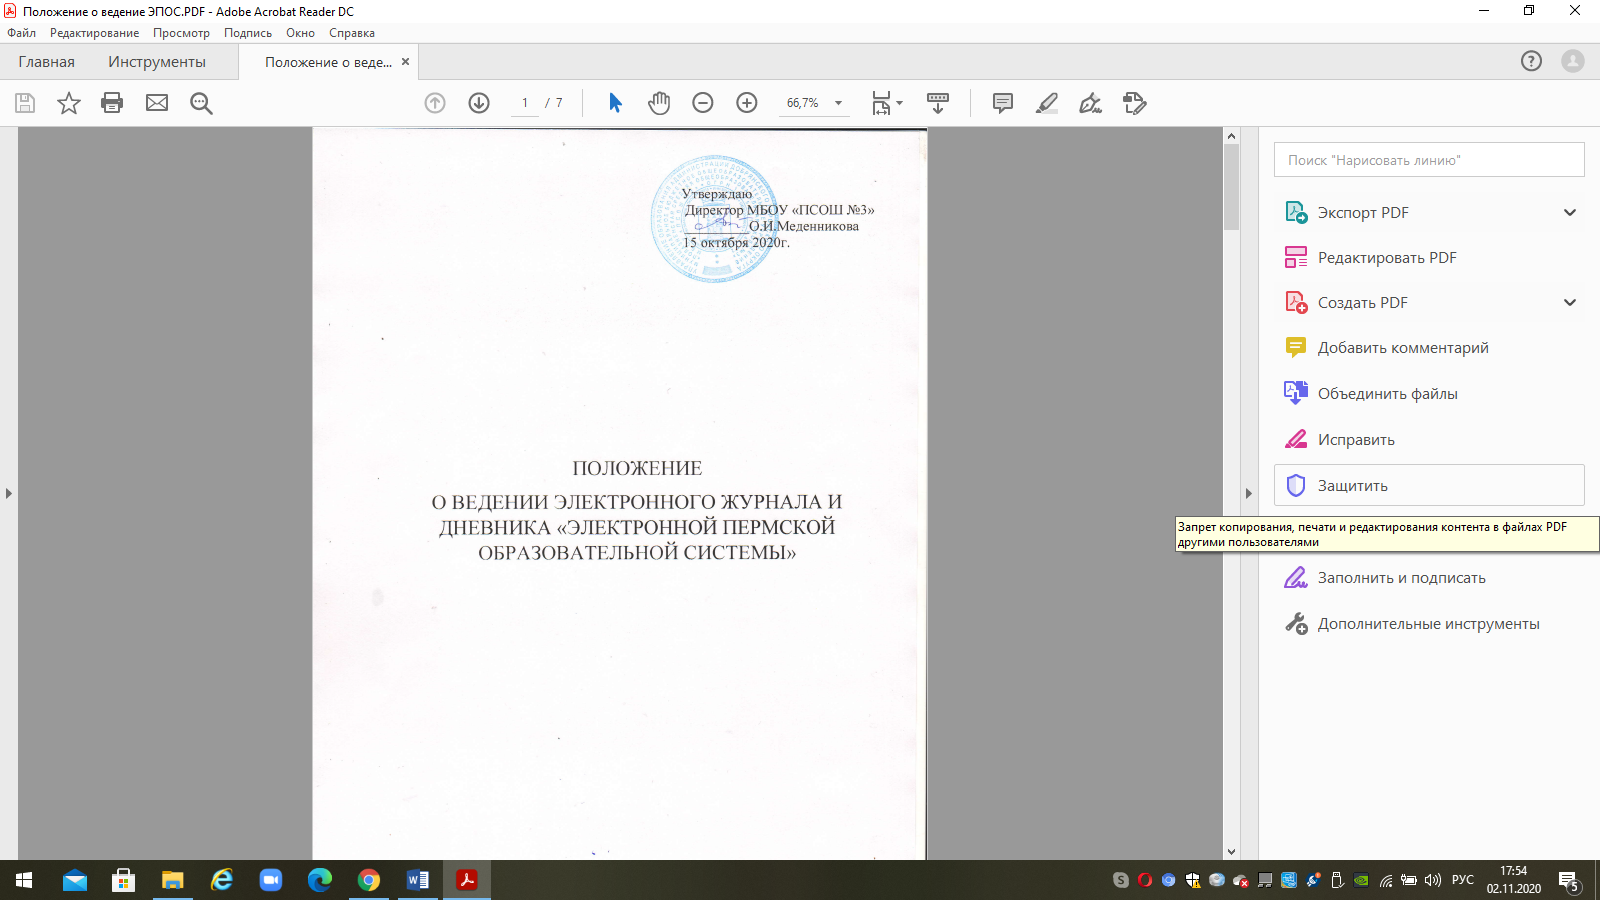 Положение о ведение ЭПОС.PDF - Adobe Acrobat Reader DC
Файл Редактирование Просмотр Подпись Окно Справка
Главная Инструменты Положение о веде... ×
1 / 7 66,7%
Поиск "Нарисовать линию"
Экспорт PDF
Редактировать PDF
Создать PDF
Добавить комментарий
Объединить файлы
Исправить
Защитить
Запрет копирования, печати и редактирования контента в файлах PDF
другими пользователями
Заполнить и подписать
Дополнительные инструменты
Утверждаю
Директор МБОУ «ПСОШ №3»
О.И.Меденникова
15 октября 2020г.
ПОЛОЖЕНИЕ
О ВЕДЕНИИ ЭЛЕКТРОННОГО ЖУРНАЛА И
ДНЕВНИКА «ЭЛЕКТРОННОЙ ПЕРМСКОЙ
ОБРАЗОВАТЕЛЬНОЙ СИСТЕМЫ»
РУС
17:54
02.11.2020
5